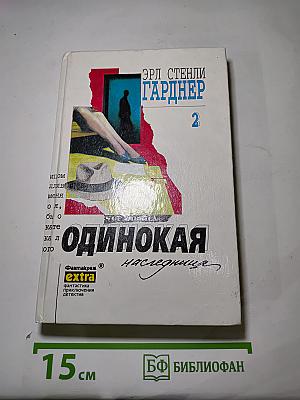 ЭРЛ СТЕНЛИ
ГАРДНЕР
2
ОДИНОКАЯ
наследница
Фантакрим
extra
®
фантастика
приключения
детектив
15 см
БФ БИБЛИОФАН